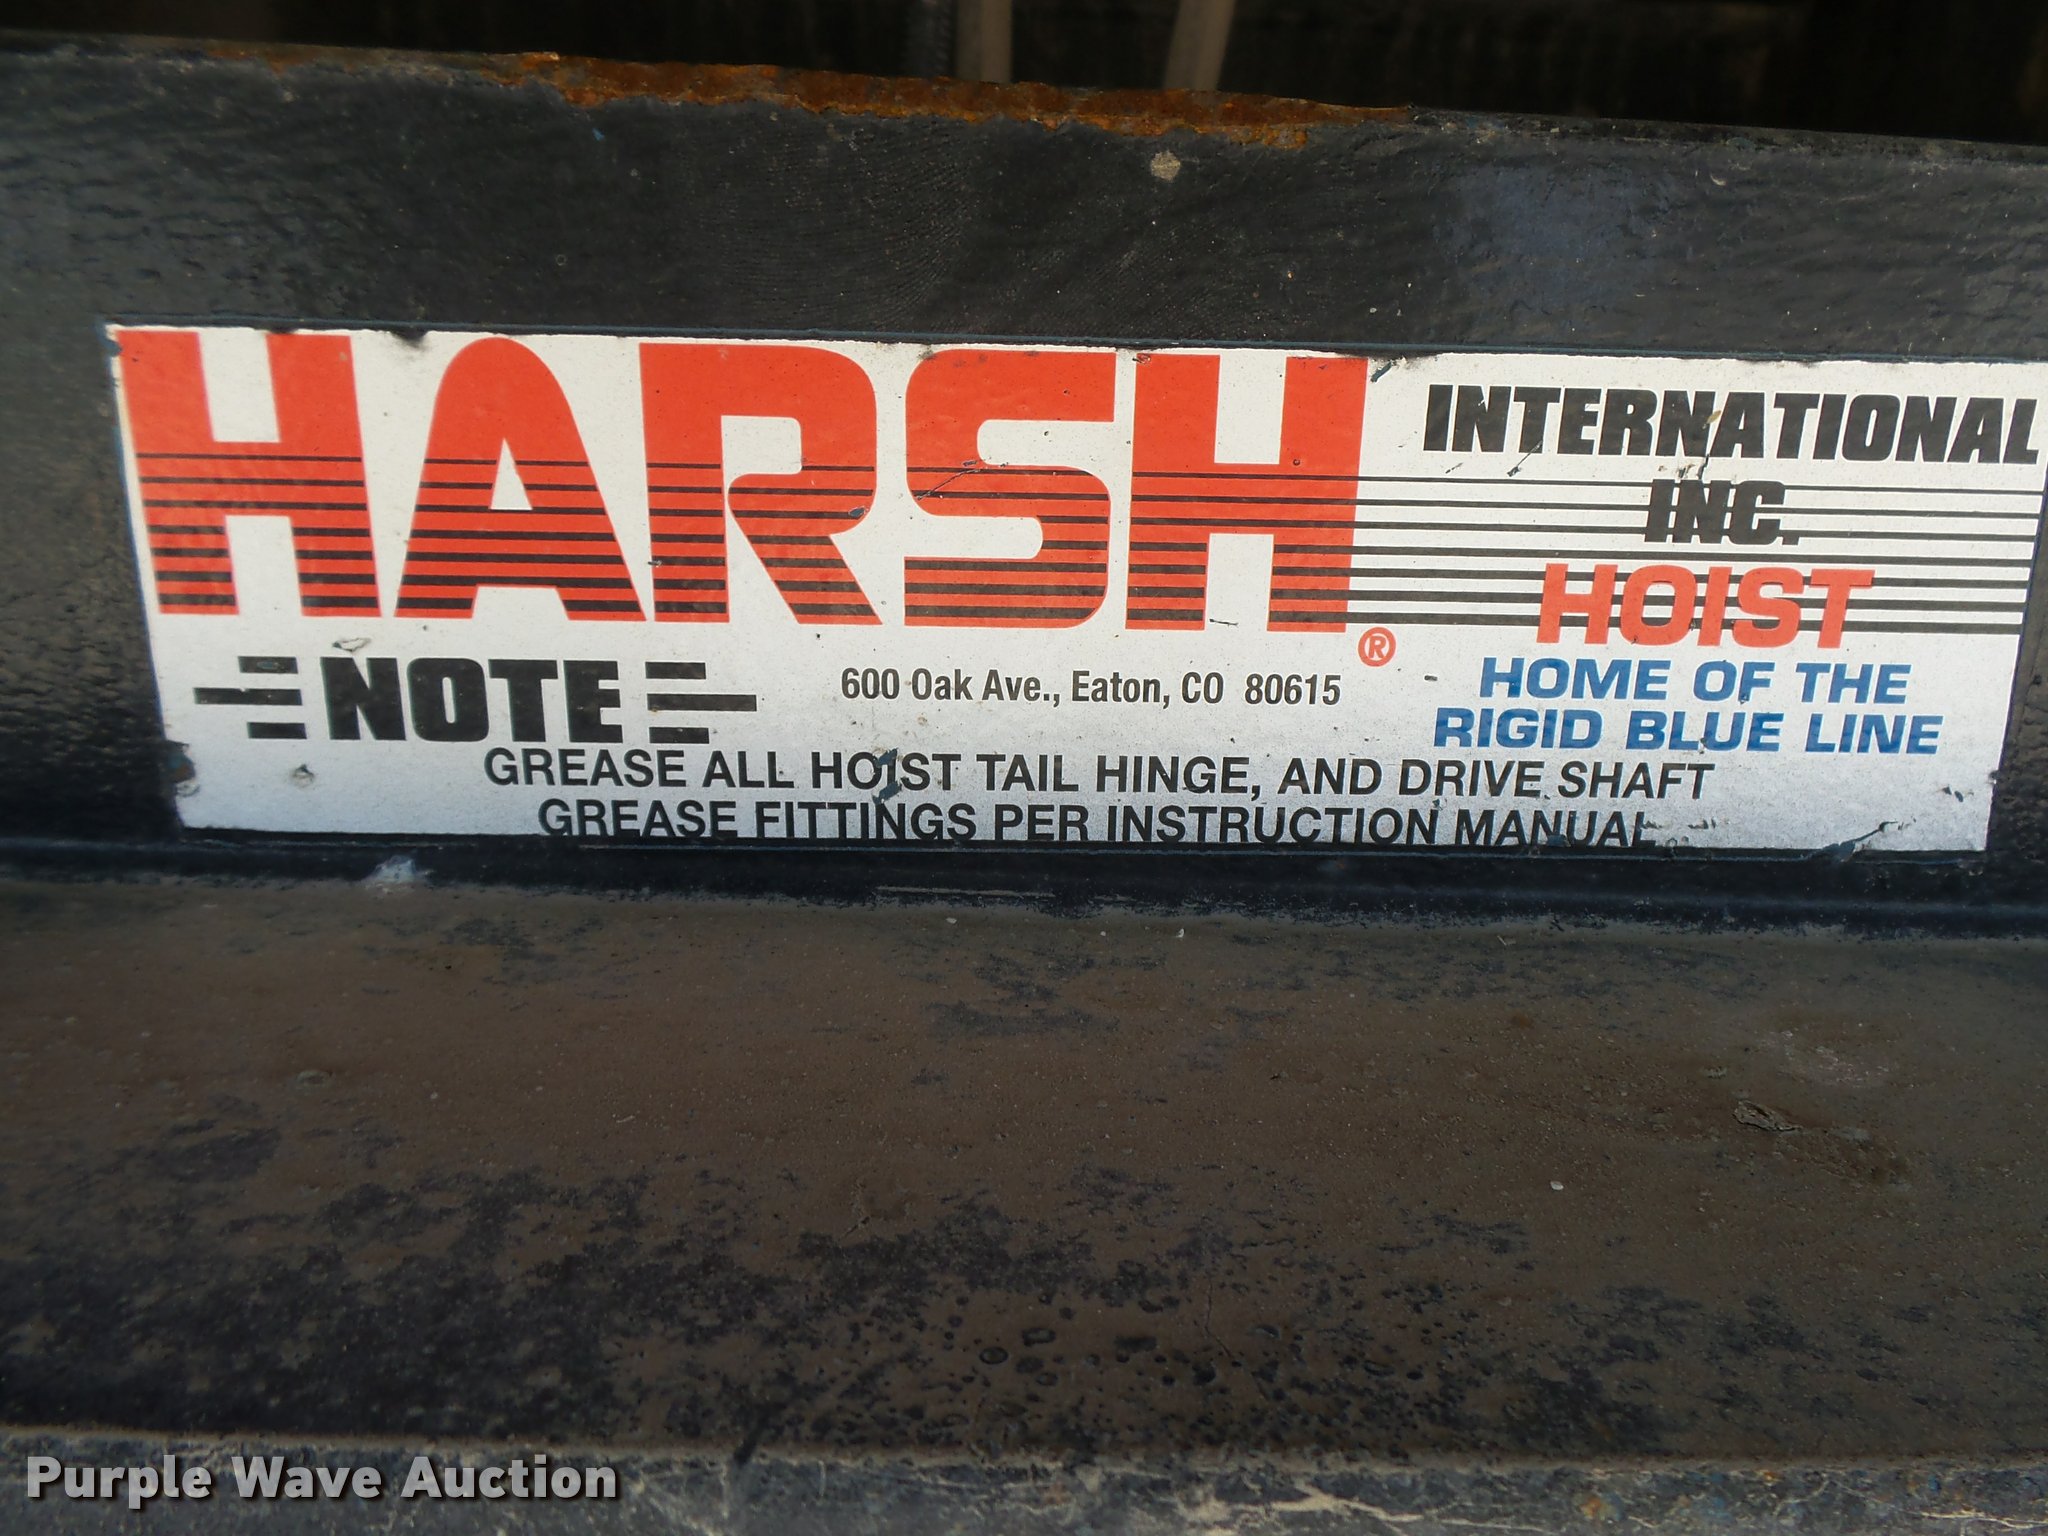 HARSH®
INTERNATIONAL
INC.
HOIST
HOME OF THE
RIGID BLUE LINE
NOTE
600 Oak Ave., Eaton, CO 80615
GREASE ALL HOIST TAIL HINGE, AND DRIVE SHAFT
GREASE FITTINGS PER INSTRUCTION MANUAL
Purple Wave Auction